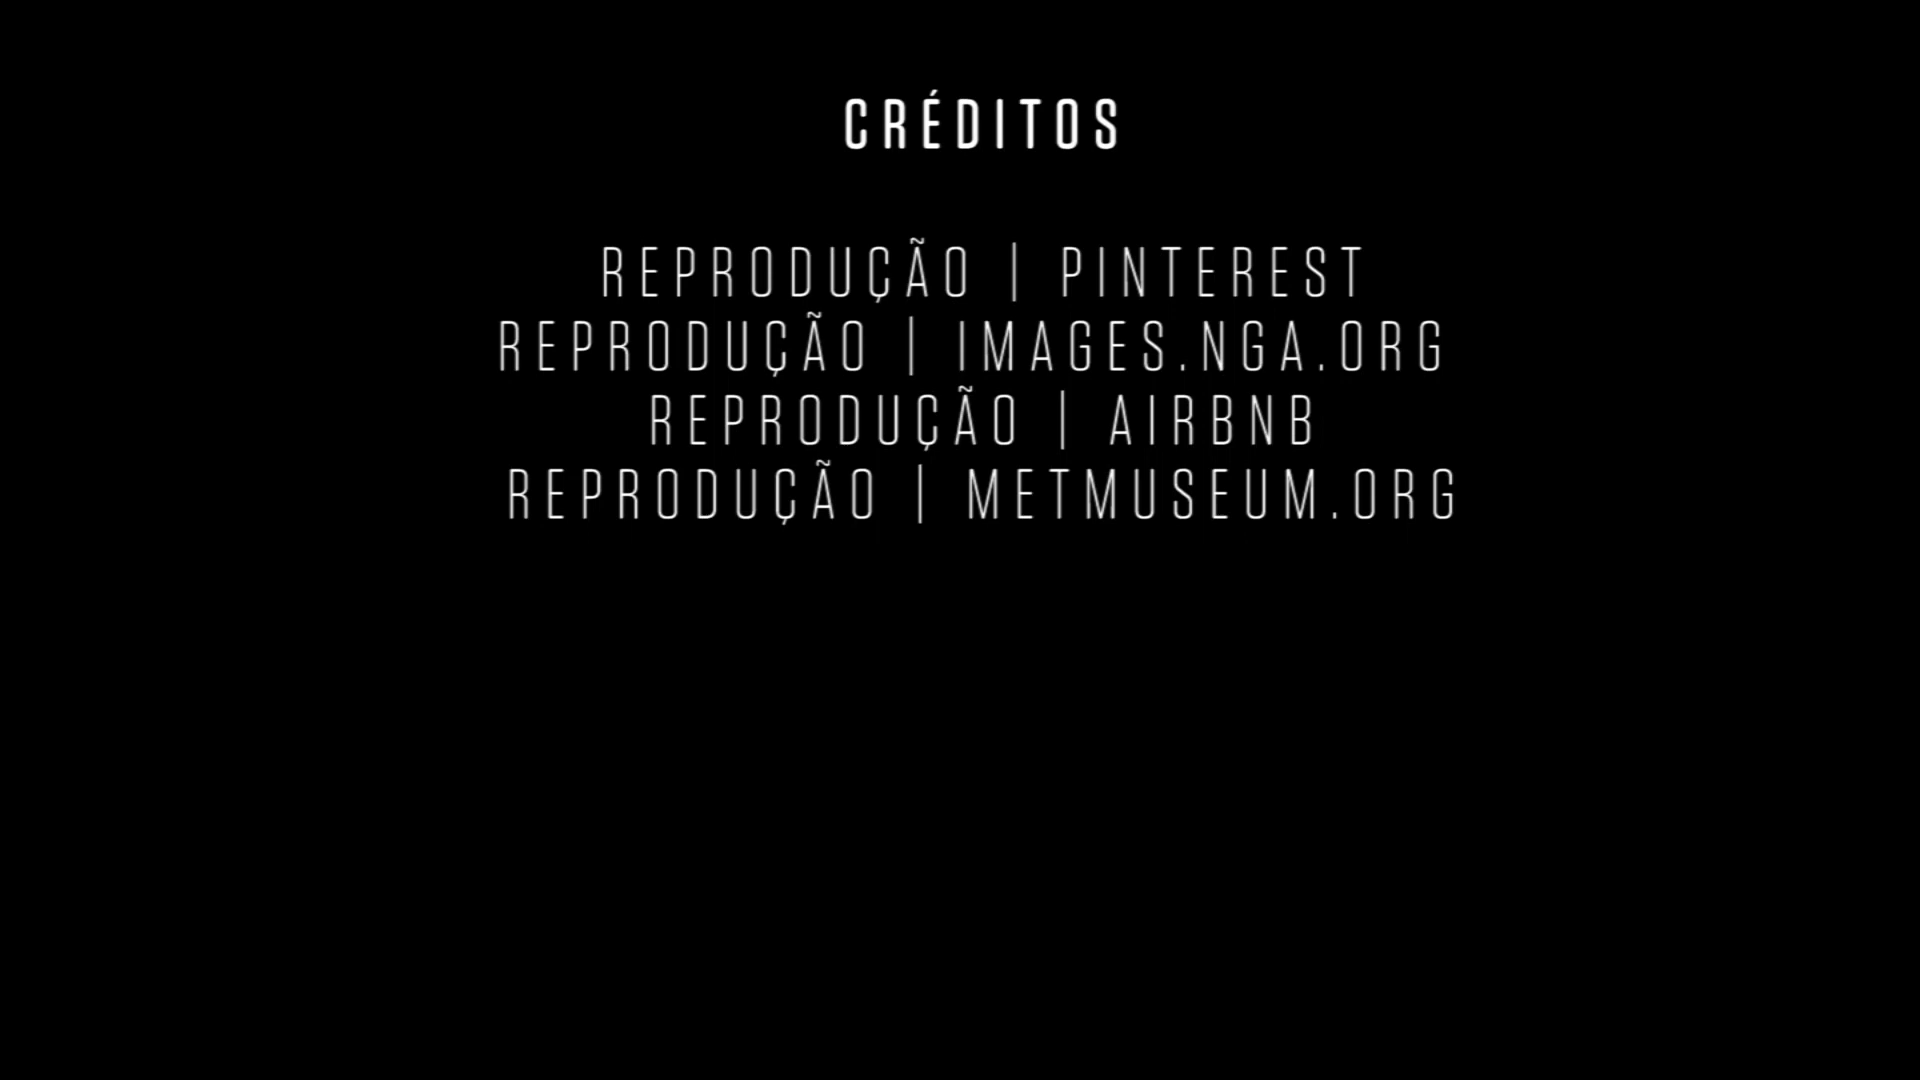 CRÉDITOS
REPRODUÇÃO | PINTEREST
REPRODUÇÃO | IMAGES.NGA.ORG
REPRODUÇÃO | AIRBNB
REPRODUÇÃO | METMUSEUM.ORG